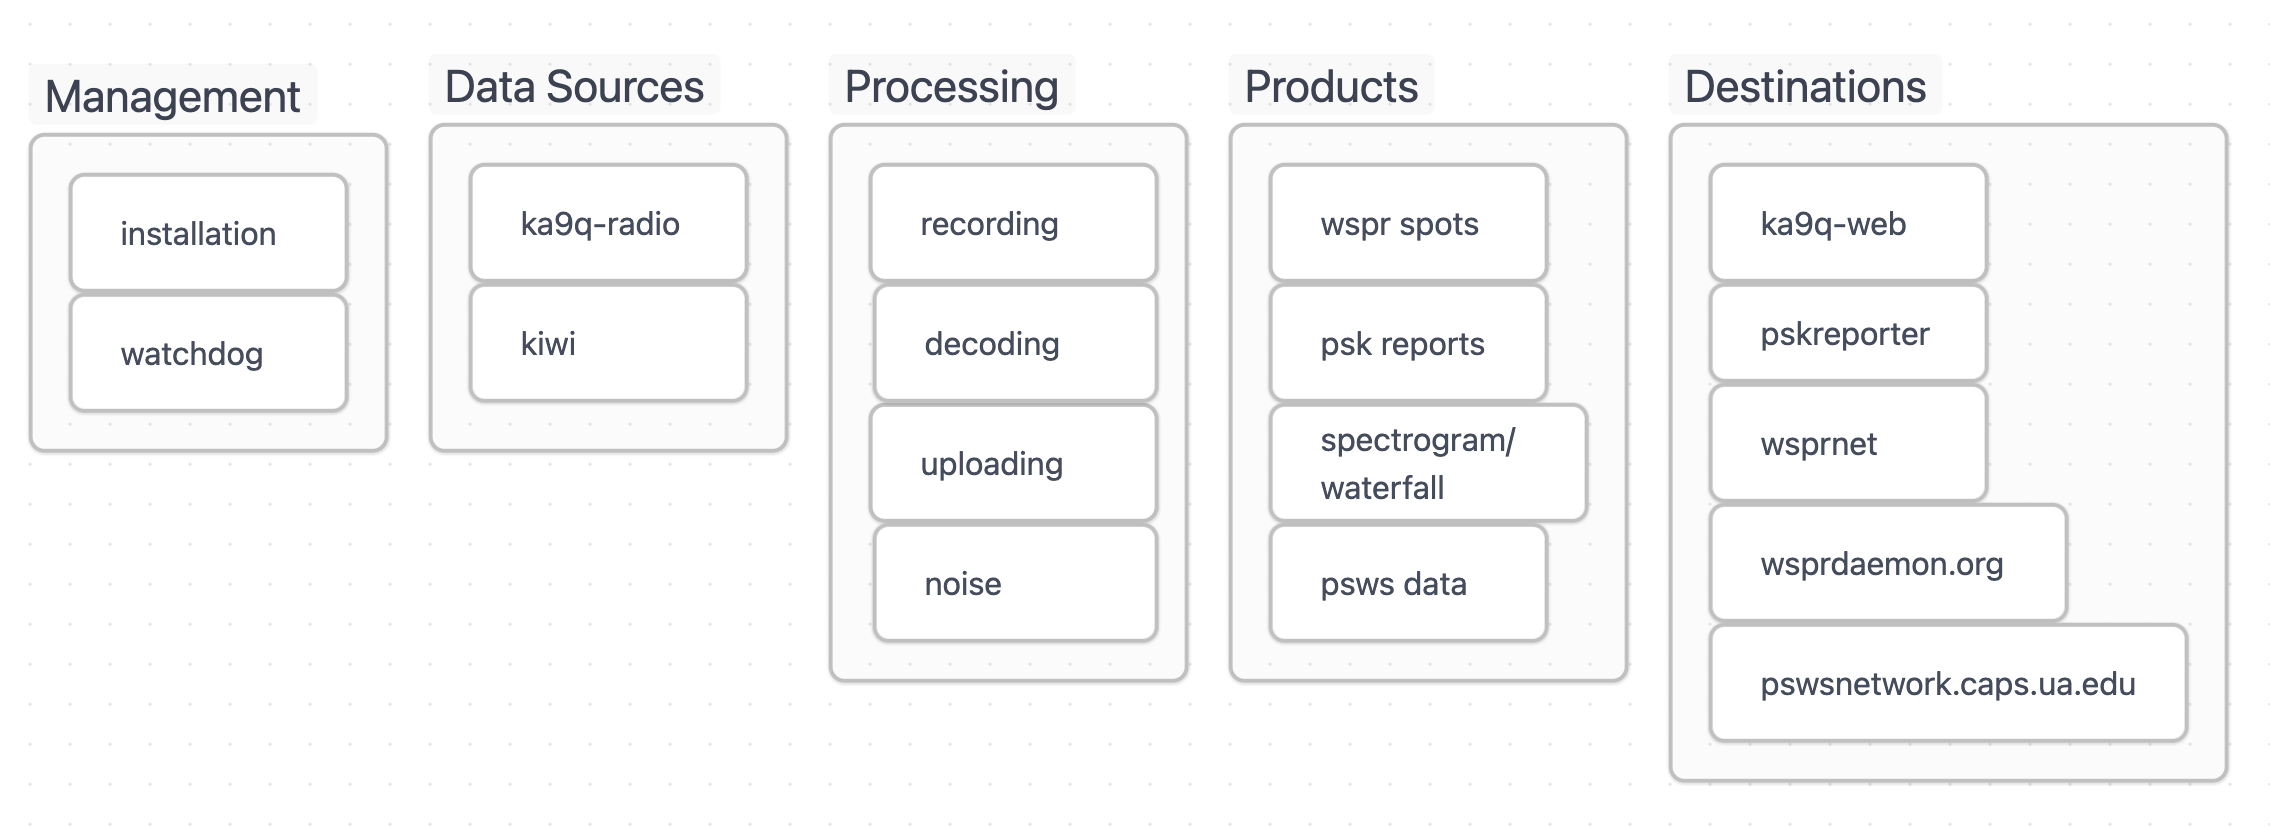 Management
installation
watchdog
Data Sources
ka9q-radio
kiwi
Processing
recording
decoding
uploading
noise
Products
wspr spots
psk reports
spectrogram/
waterfall
psws data
Destinations
ka9q-web
pskreporter
wsprnet
wsprdaemon.org
pswsnetwork.caps.ua.edu